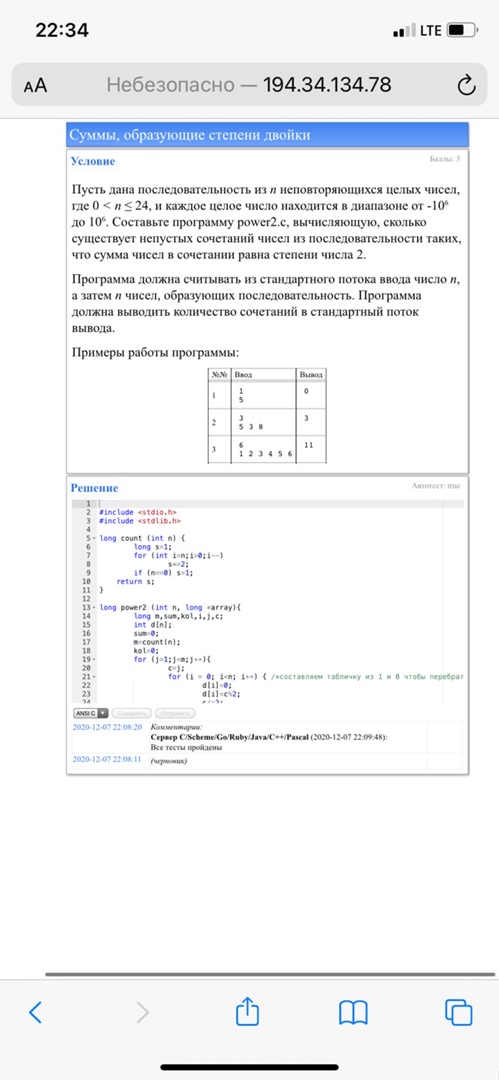 22:34
LTE
AA Небезопасно — 194.34.134.78
Суммы, образующие степени двойки
Условие
Баллы: 3
Пусть дана последовательность из n неповторяющихся целых чисел,
где 0 < n ≤ 24, и каждое целое число находится в диапазоне от -10⁶
до 10⁶. Составьте программу power2.c, вычисляющую, сколько
существует непустых сочетаний чисел из последовательности таких,
что сумма чисел в сочетании равна степени числа 2.
Программа должна считывать из стандартного потока ввода число n,
а затем n чисел, образующих последовательность. Программа
должна выводить количество сочетаний в стандартный поток
вывода.
Примеры работы программы:
№№ Ввод Вывод
1
1
5
0
2
3
5 3 8
3
3
6
1 2 3 4 5 6
11
Решение
Автотест: true
1
2 #include <stdio.h>
3 #include <stdlib.h>
4
5 long count (int n) {
6 long s=1;
7 for (int i=n;i>0;i--)
8 s*=2;
9 if (n==0) s=1;
10 return s;
11 }
12
13 long power2 (int n, long *array){
14 long m,sum,kol,i,j,c;
15 int d[n];
16 sum=0;
17 m=count(n);
18 kol=0;
19 for (j=1;j<m;j++){
20 c=j;
21 for (i = 0; i<n; i++) { /*составляем табличку из 1 и 0 чтобы перебрат
22 d[i]=0;
23 d[i]=c%2;
24 c/=2;
ANSI C Сохранить Отправить
2020-12-07 22:08:20 Комментарии:
Сервер C/Scheme/Go/Ruby/Java/C++/Pascal (2020-12-07 22:09:48):
Все тесты пройдены
2020-12-07 22:08:11 (черновик)